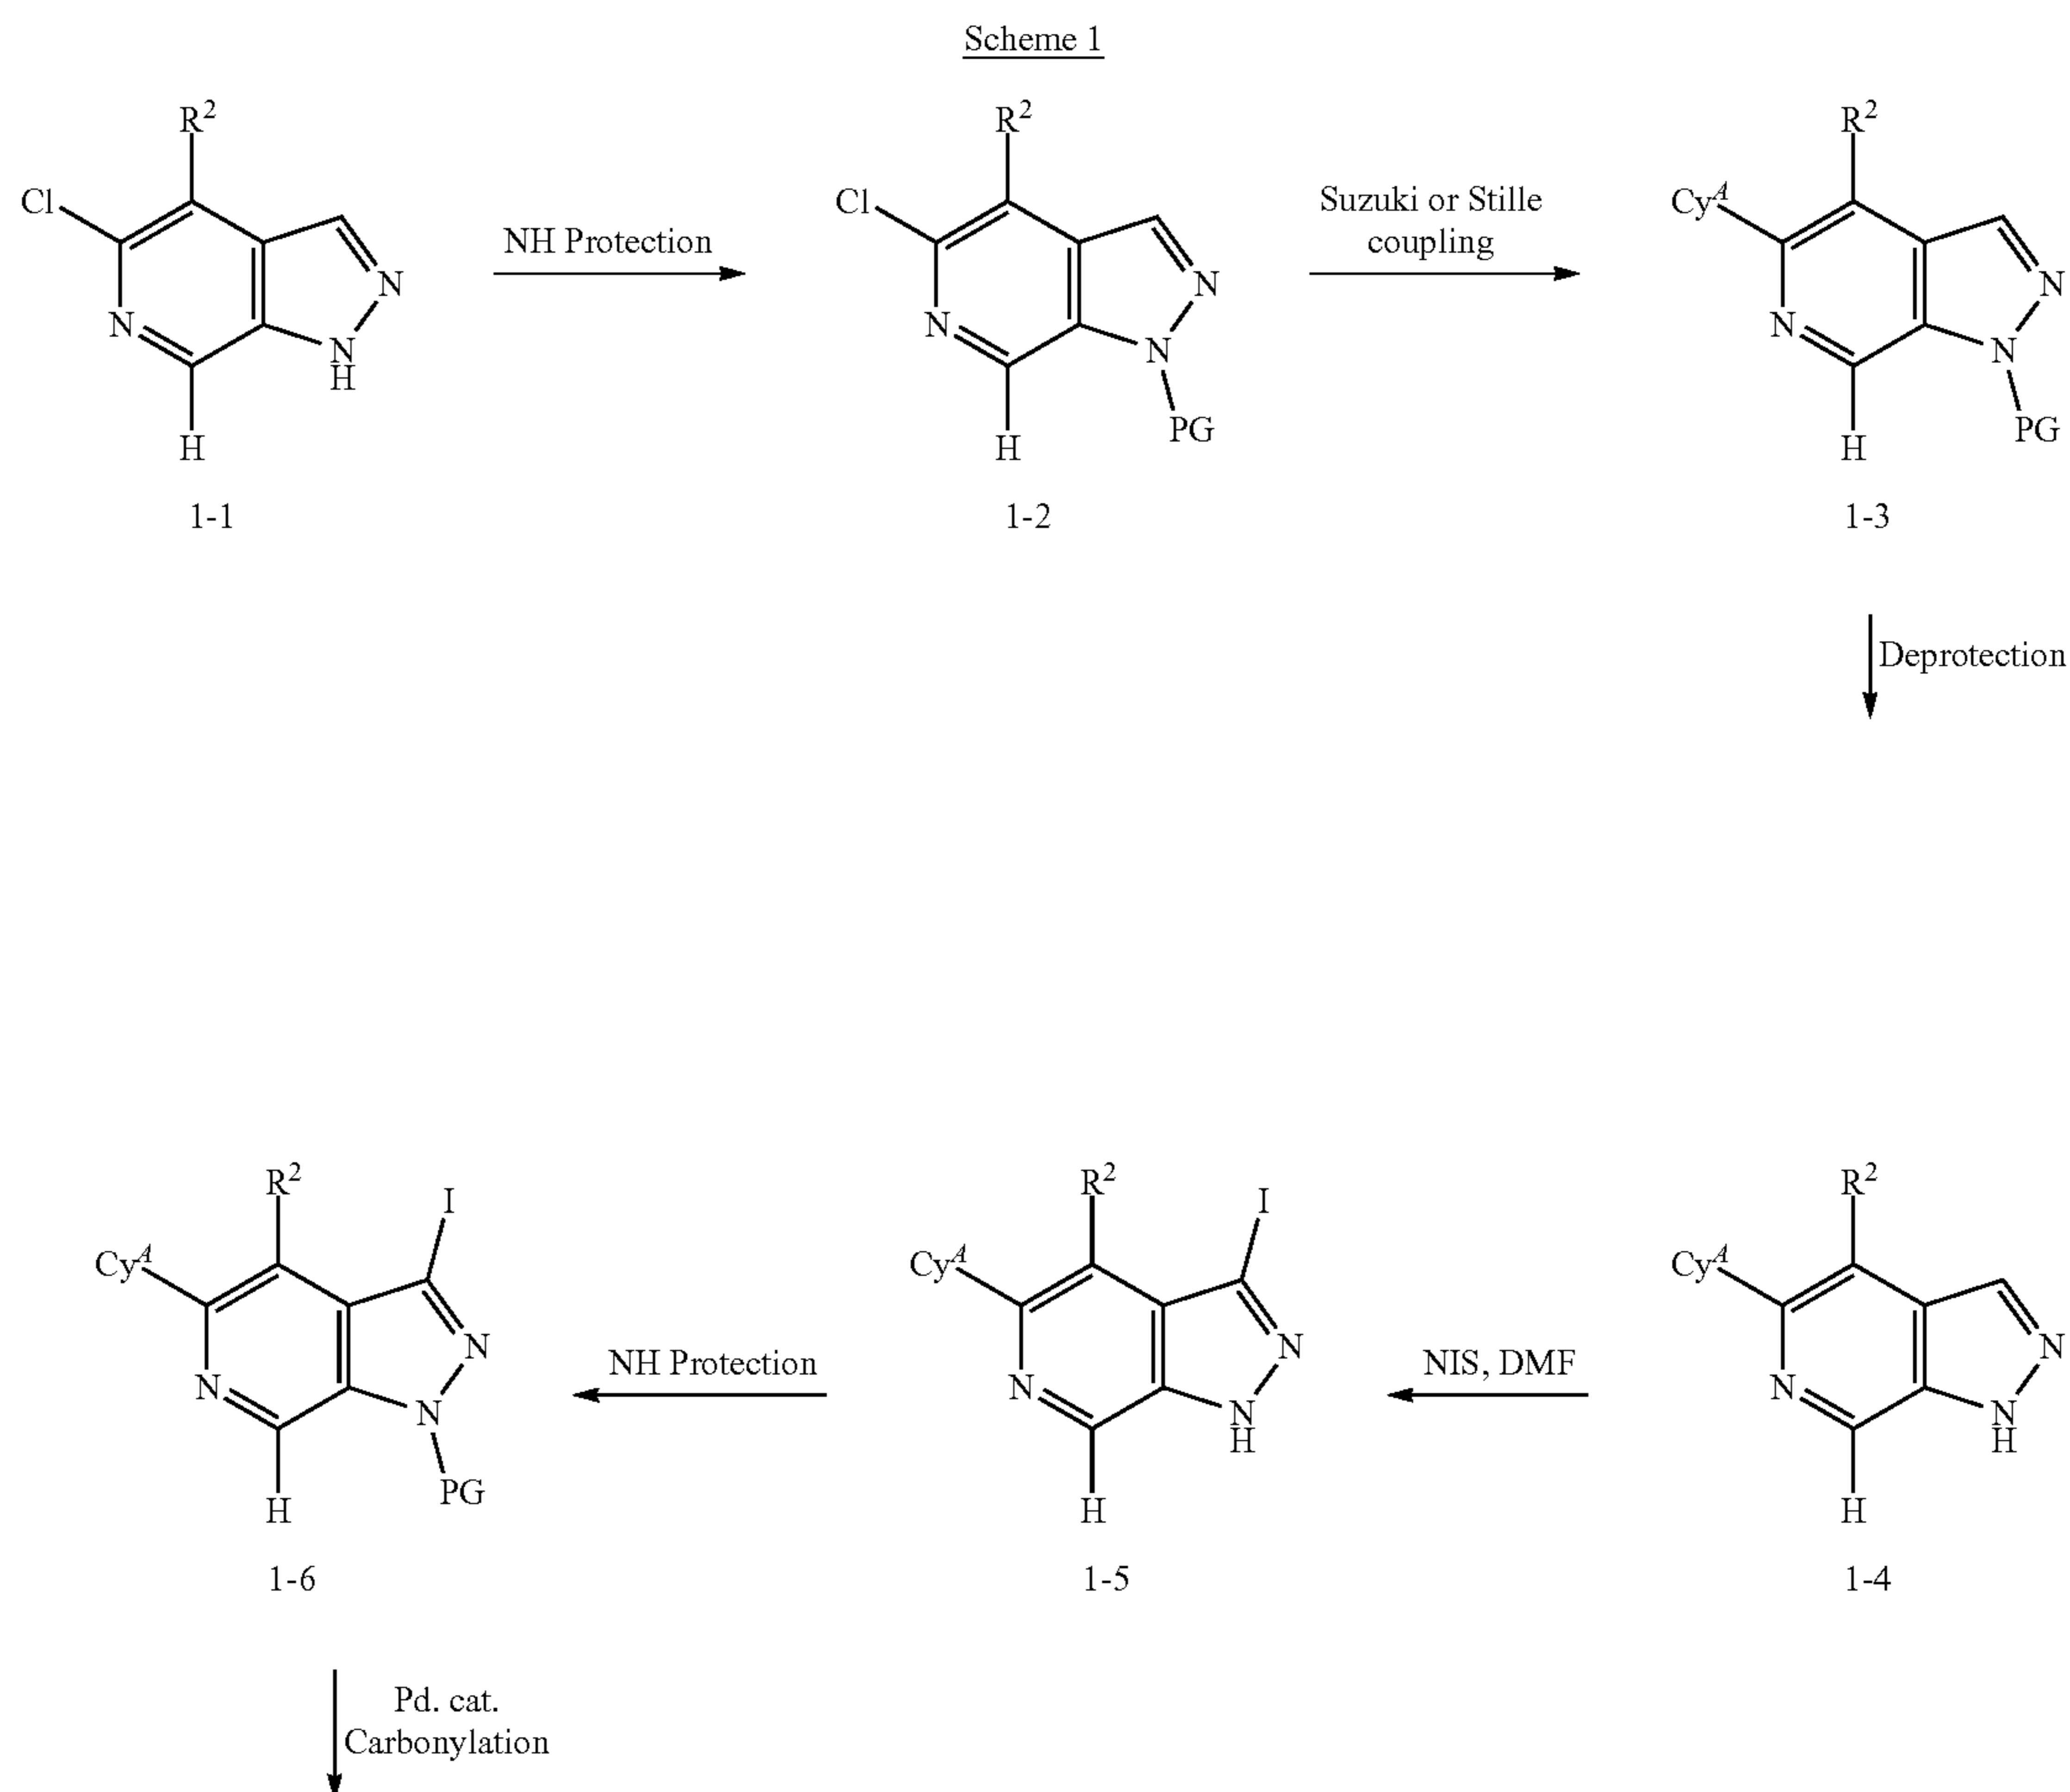 Scheme 1
R²
Cl
N
N
N
H
H
1-1
NH Protection
R²
Cl
N
N
N
PG
H
1-2
Suzuki or Stille
coupling
R²
Cyᴬ
N
N
N
PG
H
1-3
Deprotection
R²
I
Cyᴬ
N
N
N
PG
H
1-6
NH Protection
R²
I
Cyᴬ
N
N
N
H
H
1-5
NIS, DMF
R²
Cyᴬ
N
N
N
H
H
1-4
Pd. cat.
Carbonylation